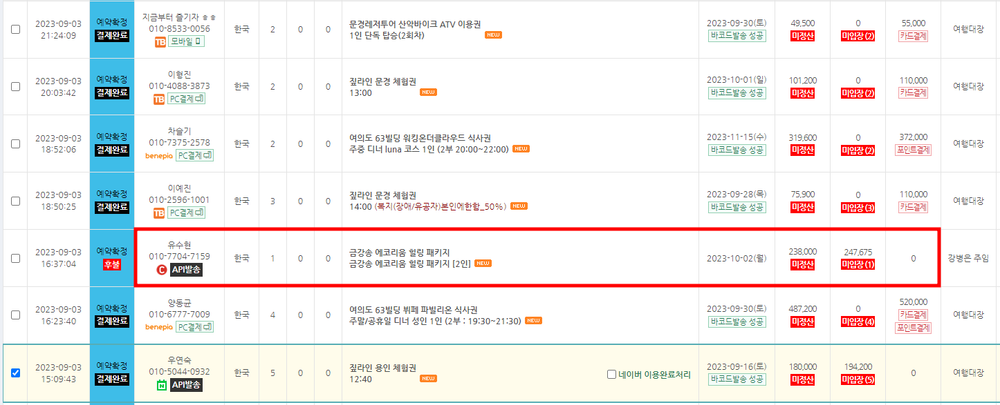 2023-09-03
21:24:09
예약확정
결제완료
지금부터 즐기자 ㅎㅎ
010-8533-0056
TB 모바일
한국
2
0
0
문경레저투어 산악바이크 ATV 이용권
1인 단독 탑승(2회차) NEW
2023-09-30(토)
바코드발송 성공
49,500
미정산
0
미입장 (2)
55,000
카드결제
여행대장
2023-09-03
20:03:42
예약확정
결제완료
이형진
010-4088-3873
TB PC결제
한국
2
0
0
짚라인 문경 체험권
13:00 NEW
2023-10-01(일)
바코드발송 성공
101,200
미정산
0
미입장 (2)
110,000
카드결제
여행대장
2023-09-03
18:52:06
예약확정
결제완료
차슬기
010-7375-2578
benepia PC결제
한국
2
0
0
여의도 63빌딩 워킹온더클라우드 식사권
주중 디너 luna 코스 1인 (2부 20:00~22:00) NEW
2023-11-15(수)
바코드발송 성공
319,600
미정산
0
미입장 (2)
372,000
포인트결제
여행대장
2023-09-03
18:50:25
예약확정
결제완료
이예진
010-2596-1001
TB PC결제
한국
3
0
0
짚라인 문경 체험권
14:00 (복지(장애/유공자)본인에한함_50%) NEW
2023-09-28(목)
바코드발송 성공
75,900
미정산
0
미입장 (3)
110,000
카드결제
여행대장
2023-09-03
16:37:04
예약확정
후불
유수현
010-7704-7159
C API발송
한국
1
0
0
금강송 에코리움 힐링 패키지
금강송 에코리움 힐링 패키지 [2인] NEW
2023-10-02(월)
238,000
미정산
247,675
미입장 (1)
0
강병은 주임
2023-09-03
16:23:40
예약확정
결제완료
양동균
010-6777-7009
benepia PC결제
한국
4
0
0
여의도 63빌딩 뷔페 파빌리온 식사권
주말/공휴일 디너 성인 1인 (2부 : 19:30~21:30) NEW
2023-09-30(토)
바코드발송 성공
487,200
미정산
0
미입장 (4)
520,000
카드결제
포인트결제
여행대장
2023-09-03
15:09:43
예약확정
결제완료
우연숙
010-5044-0932
N API발송
한국
5
0
0
짚라인 용인 체험권
12:40 NEW
네이버 이용완료처리
2023-09-16(토)
바코드발송 성공
180,000
미정산
194,200
미입장 (5)
0
여행대장